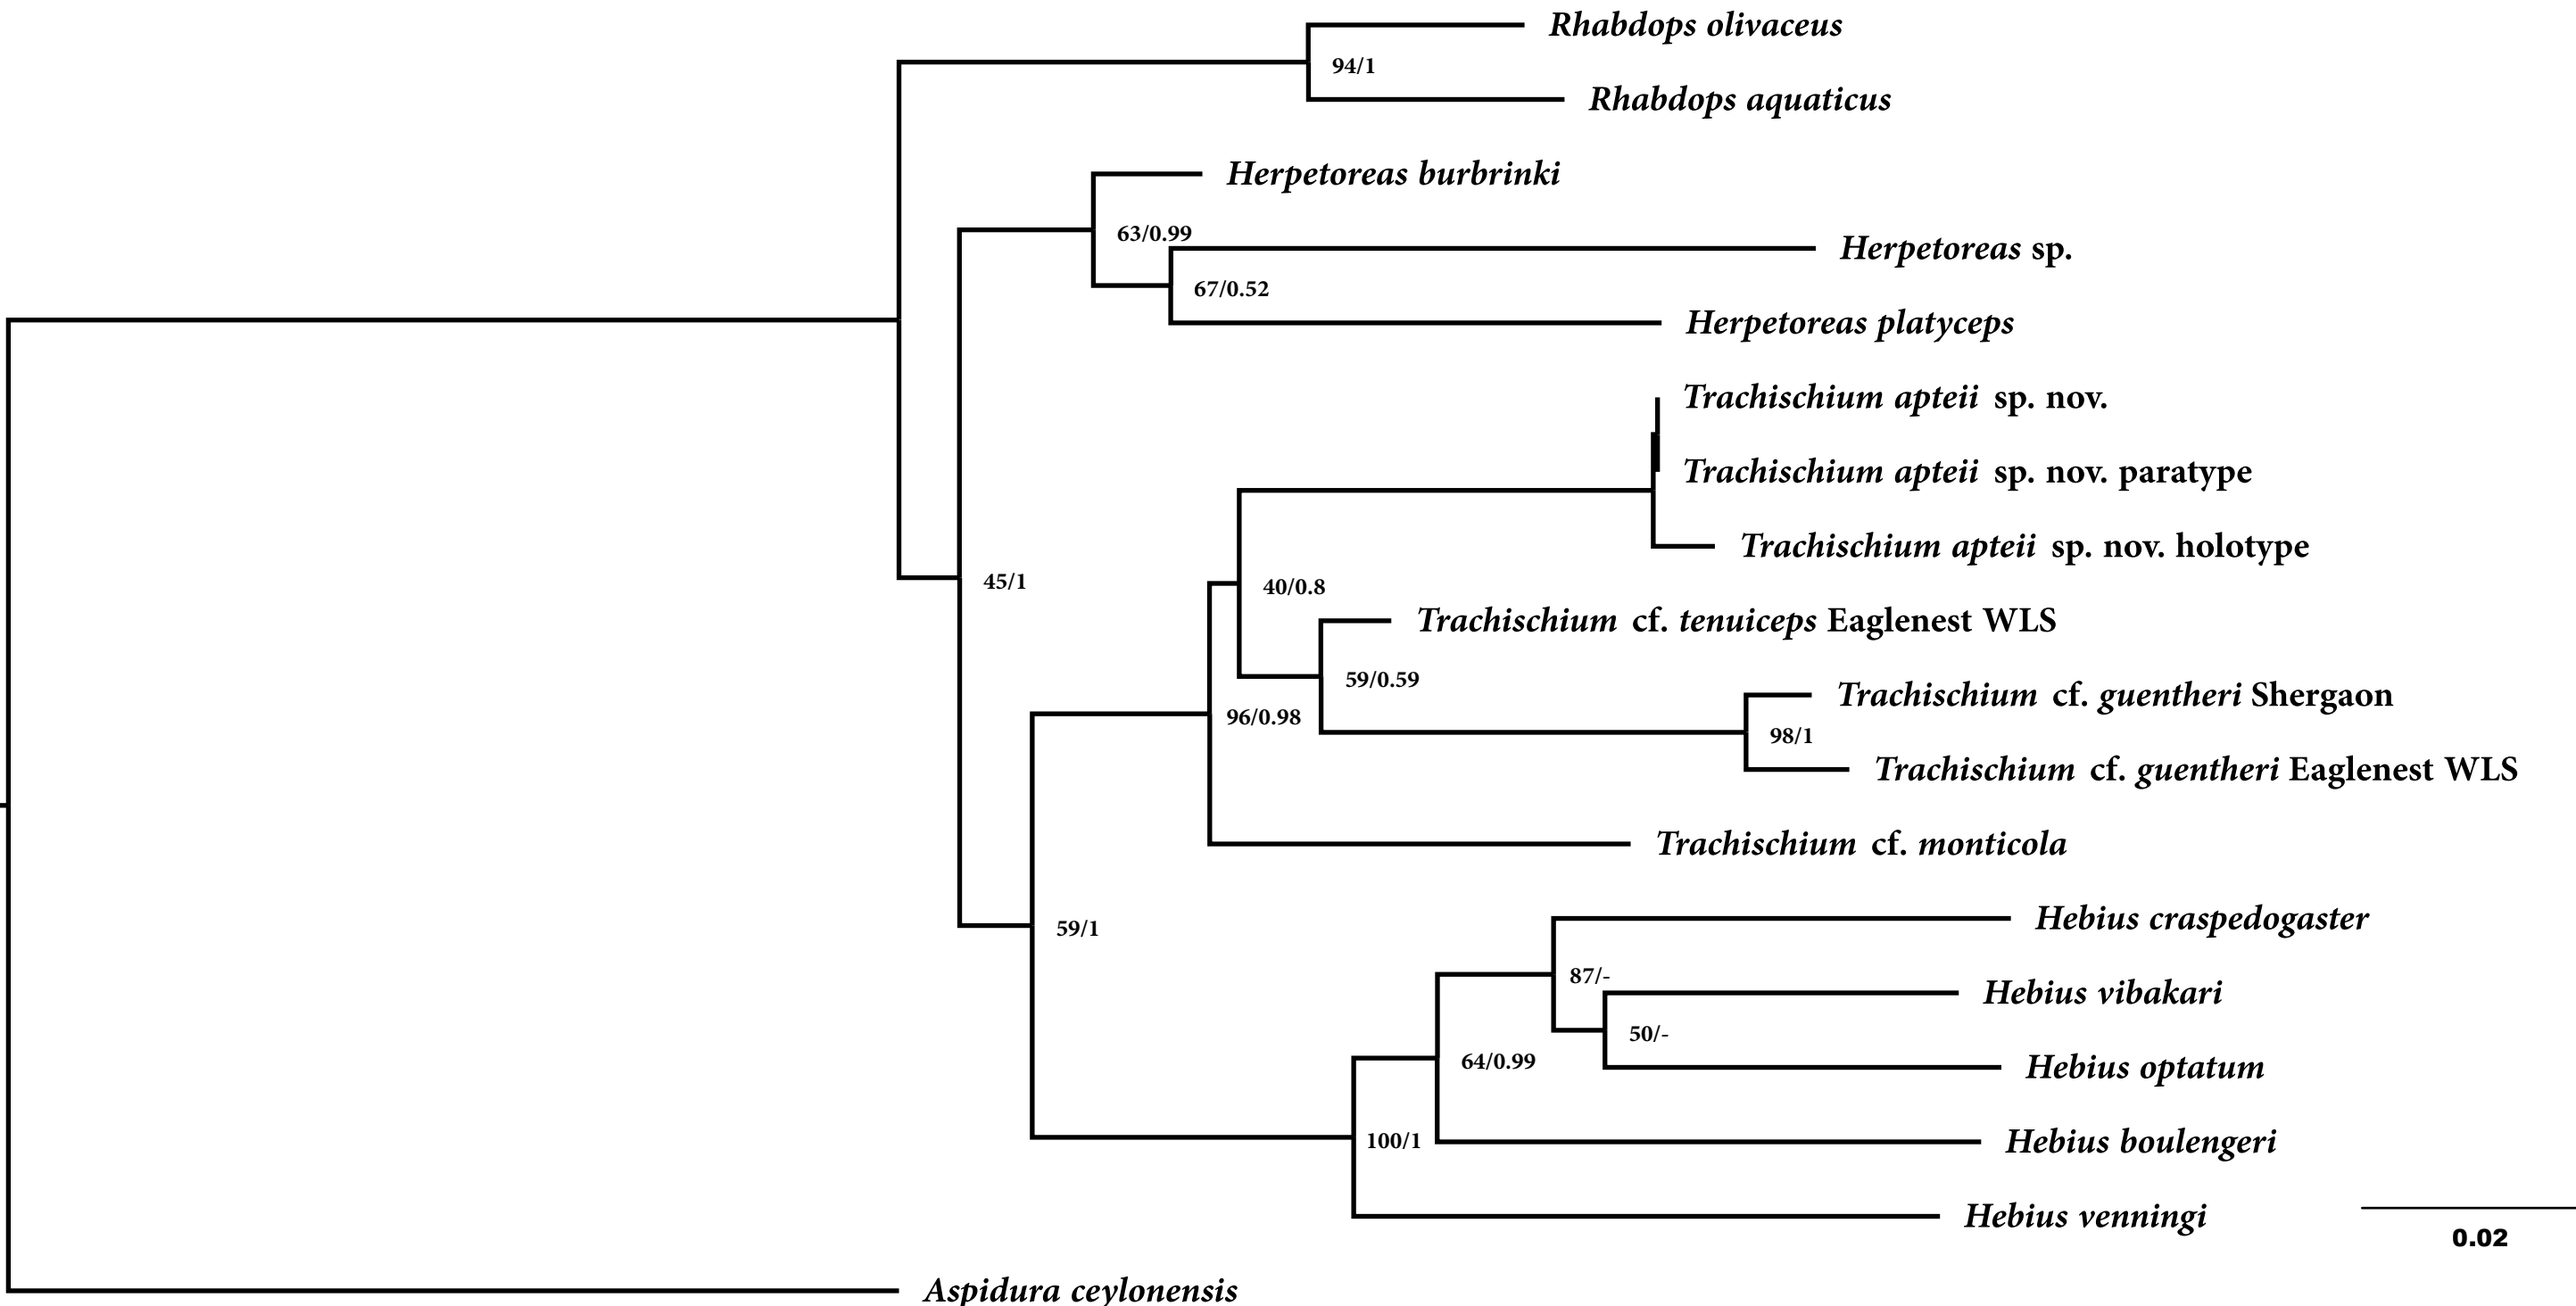 Rhabdops olivaceus
94/1
Rhabdops aquaticus
Herpetoreas burbrinki
63/0.99
Herpetoreas sp.
67/0.52
Herpetoreas platyceps
Trachischium apteii sp. nov.
Trachischium apteii sp. nov. paratype
Trachischium apteii sp. nov. holotype
45/1
40/0.8
Trachischium cf. tenuiceps Eaglenest WLS
59/0.59
Trachischium cf. guentheri Shergaon
96/0.98
98/1
Trachischium cf. guentheri Eaglenest WLS
Trachischium cf. monticola
Hebius craspedogaster
59/1
87/-
Hebius vibakari
50/-
64/0.99
Hebius optatum
100/1
Hebius boulengeri
Hebius venningi
0.02
Aspidura ceylonensis